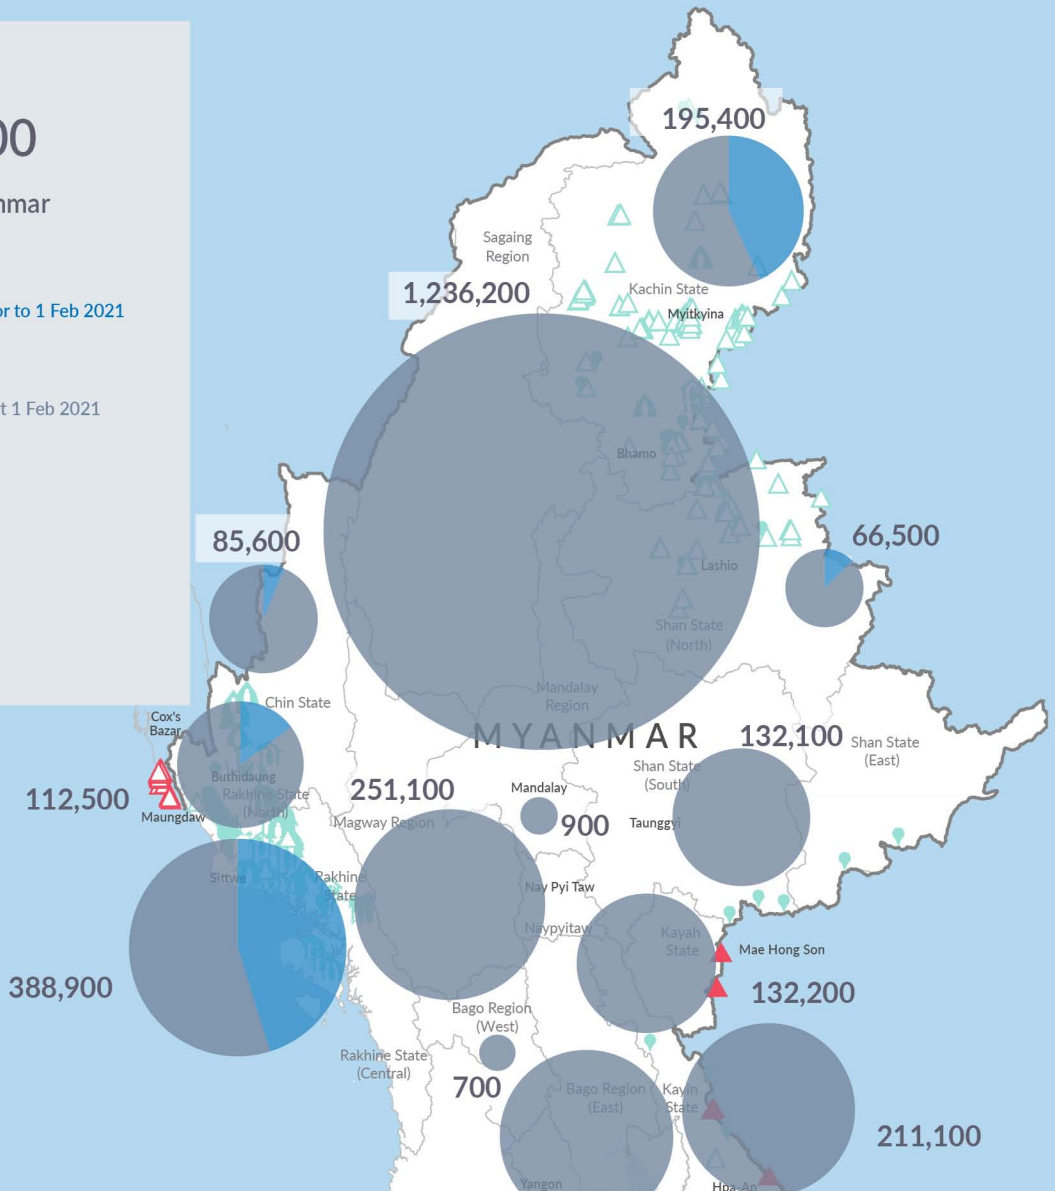 00
nmar
or to 1 Feb 2021
t 1 Feb 2021
195,400
Sagaing
Region
1,236,200
Kachin State
Myitkyina
Bhamo
85,600
66,500
Lashio
Shan State
(North)
Mandalay
Region
Chin State
Cox's
Bazar
MYANMAR
132,100
Shan State
(East)
Shan State
(South)
Buthidaung
Rakhine State
(North)
112,500
Maungdaw
251,100
Magway Region
Mandalay
900
Taunggyi
Sittwe
Rakhine
State
Nay Pyi Taw
Naypyitaw
Kayah
State
Mae Hong Son
388,900
132,200
Bago Region
(West)
Rakhine State
(Central)
700
Bago Region
(East)
Kayin
State
211,100
Yangon
Hpa-An